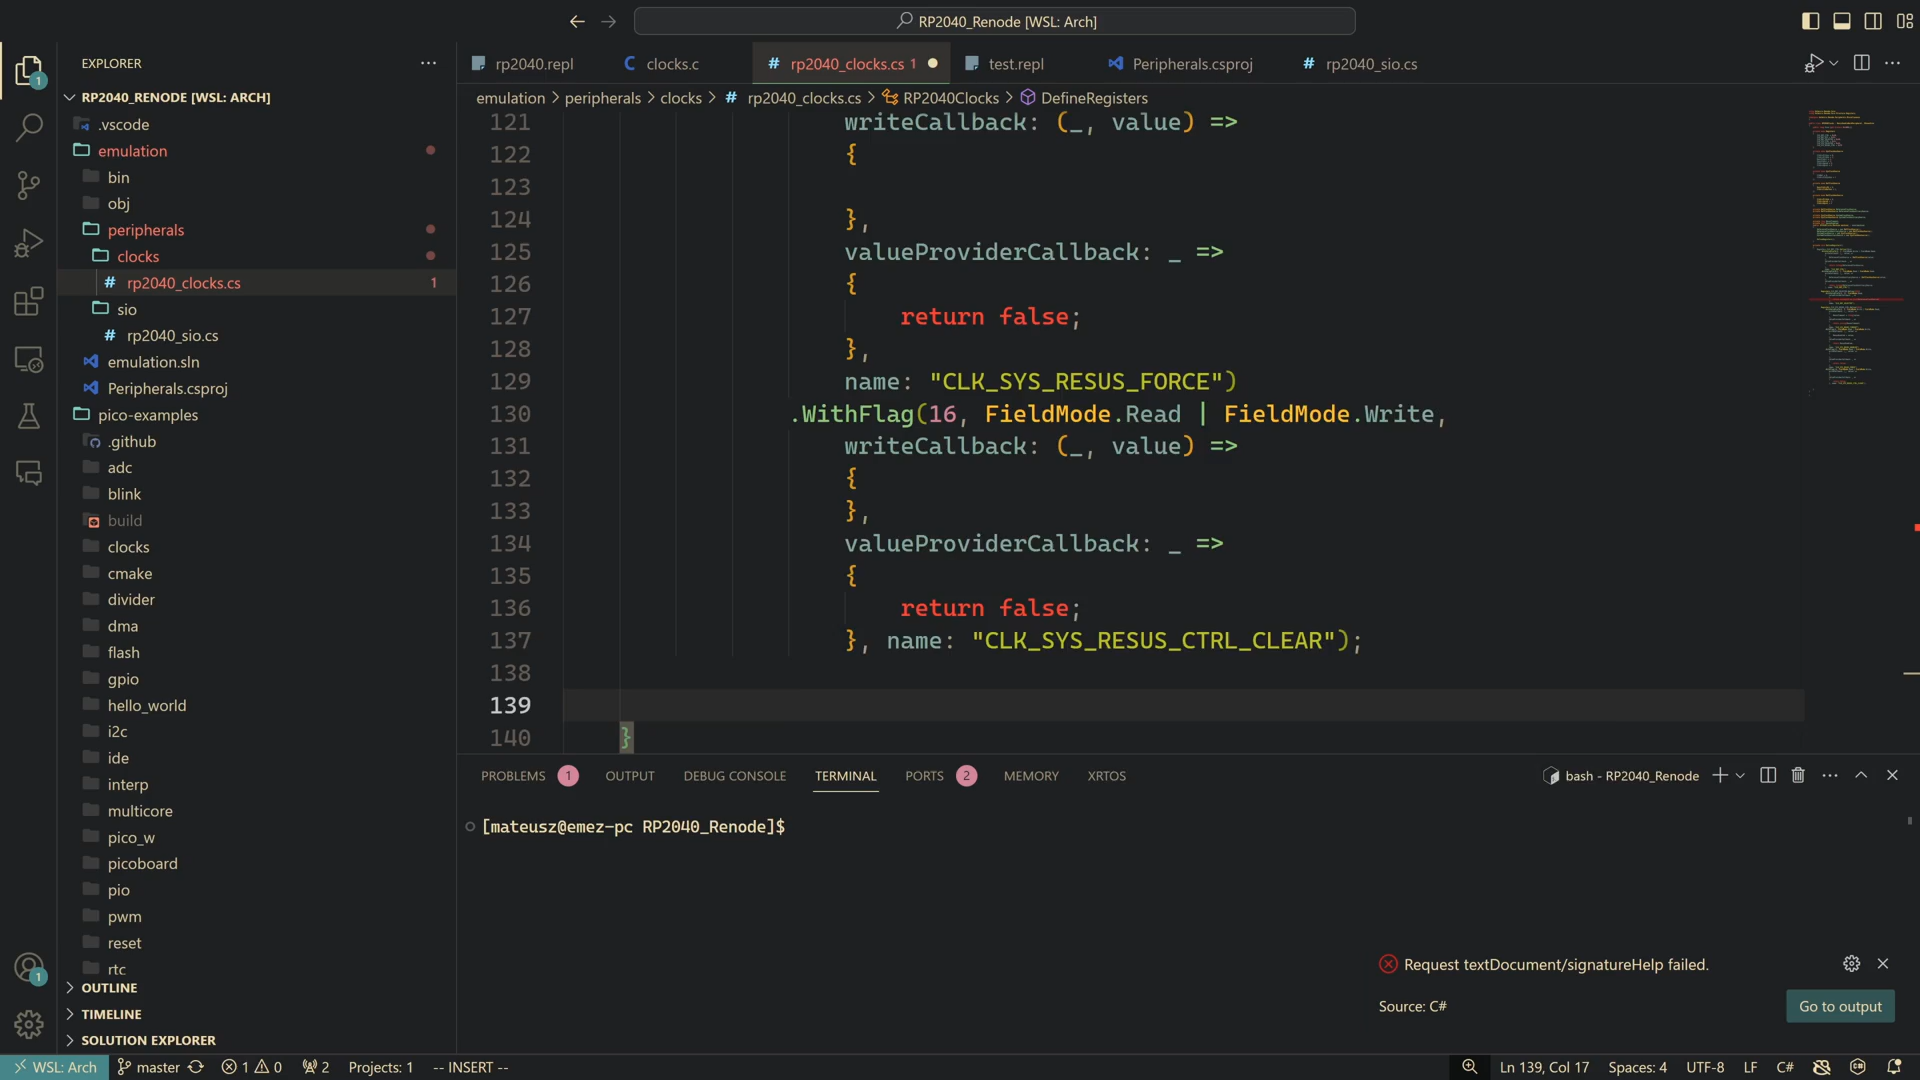 RP2040_Renode [WSL: Arch]
EXPLORER
RP2040_RENODE [WSL: ARCH]
.vscode
emulation
bin
obj
peripherals
clocks
rp2040_clocks.cs 1
sio
rp2040_sio.cs
emulation.sln
Peripherals.csproj
pico-examples
.github
adc
blink
build
clocks
cmake
divider
dma
flash
gpio
hello_world
i2c
ide
interp
multicore
pico_w
picoboard
pio
pwm
reset
rtc
OUTLINE
TIMELINE
SOLUTION EXPLORER
1
1
rp2040.repl clocks.c rp2040_clocks.cs 1 test.repl Peripherals.csproj rp2040_sio.cs
emulation > peripherals > clocks > # rp2040_clocks.cs > RP2040Clocks > DefineRegisters
121 writeCallback: (_, value) =>
122 {
123
124 },
125 valueProviderCallback: _ =>
126 {
127 return false;
128 },
129 name: "CLK_SYS_RESUS_FORCE")
130 .WithFlag(16, FieldMode.Read | FieldMode.Write,
131 writeCallback: (_, value) =>
132 {
133 },
134 valueProviderCallback: _ =>
135 {
136 return false;
137 }, name: "CLK_SYS_RESUS_CTRL_CLEAR");
138
139
140 }
PROBLEMS 1 OUTPUT DEBUG CONSOLE TERMINAL PORTS 2 MEMORY XRTOS
bash - RP2040_Renode
[mateusz@emez-pc RP2040_Renode]$
Request textDocument/signatureHelp failed.
Source: C#
Go to output
WSL: Arch master 1 0 2 Projects: 1 -- INSERT -- Ln 139, Col 17 Spaces: 4 UTF-8 LF C#